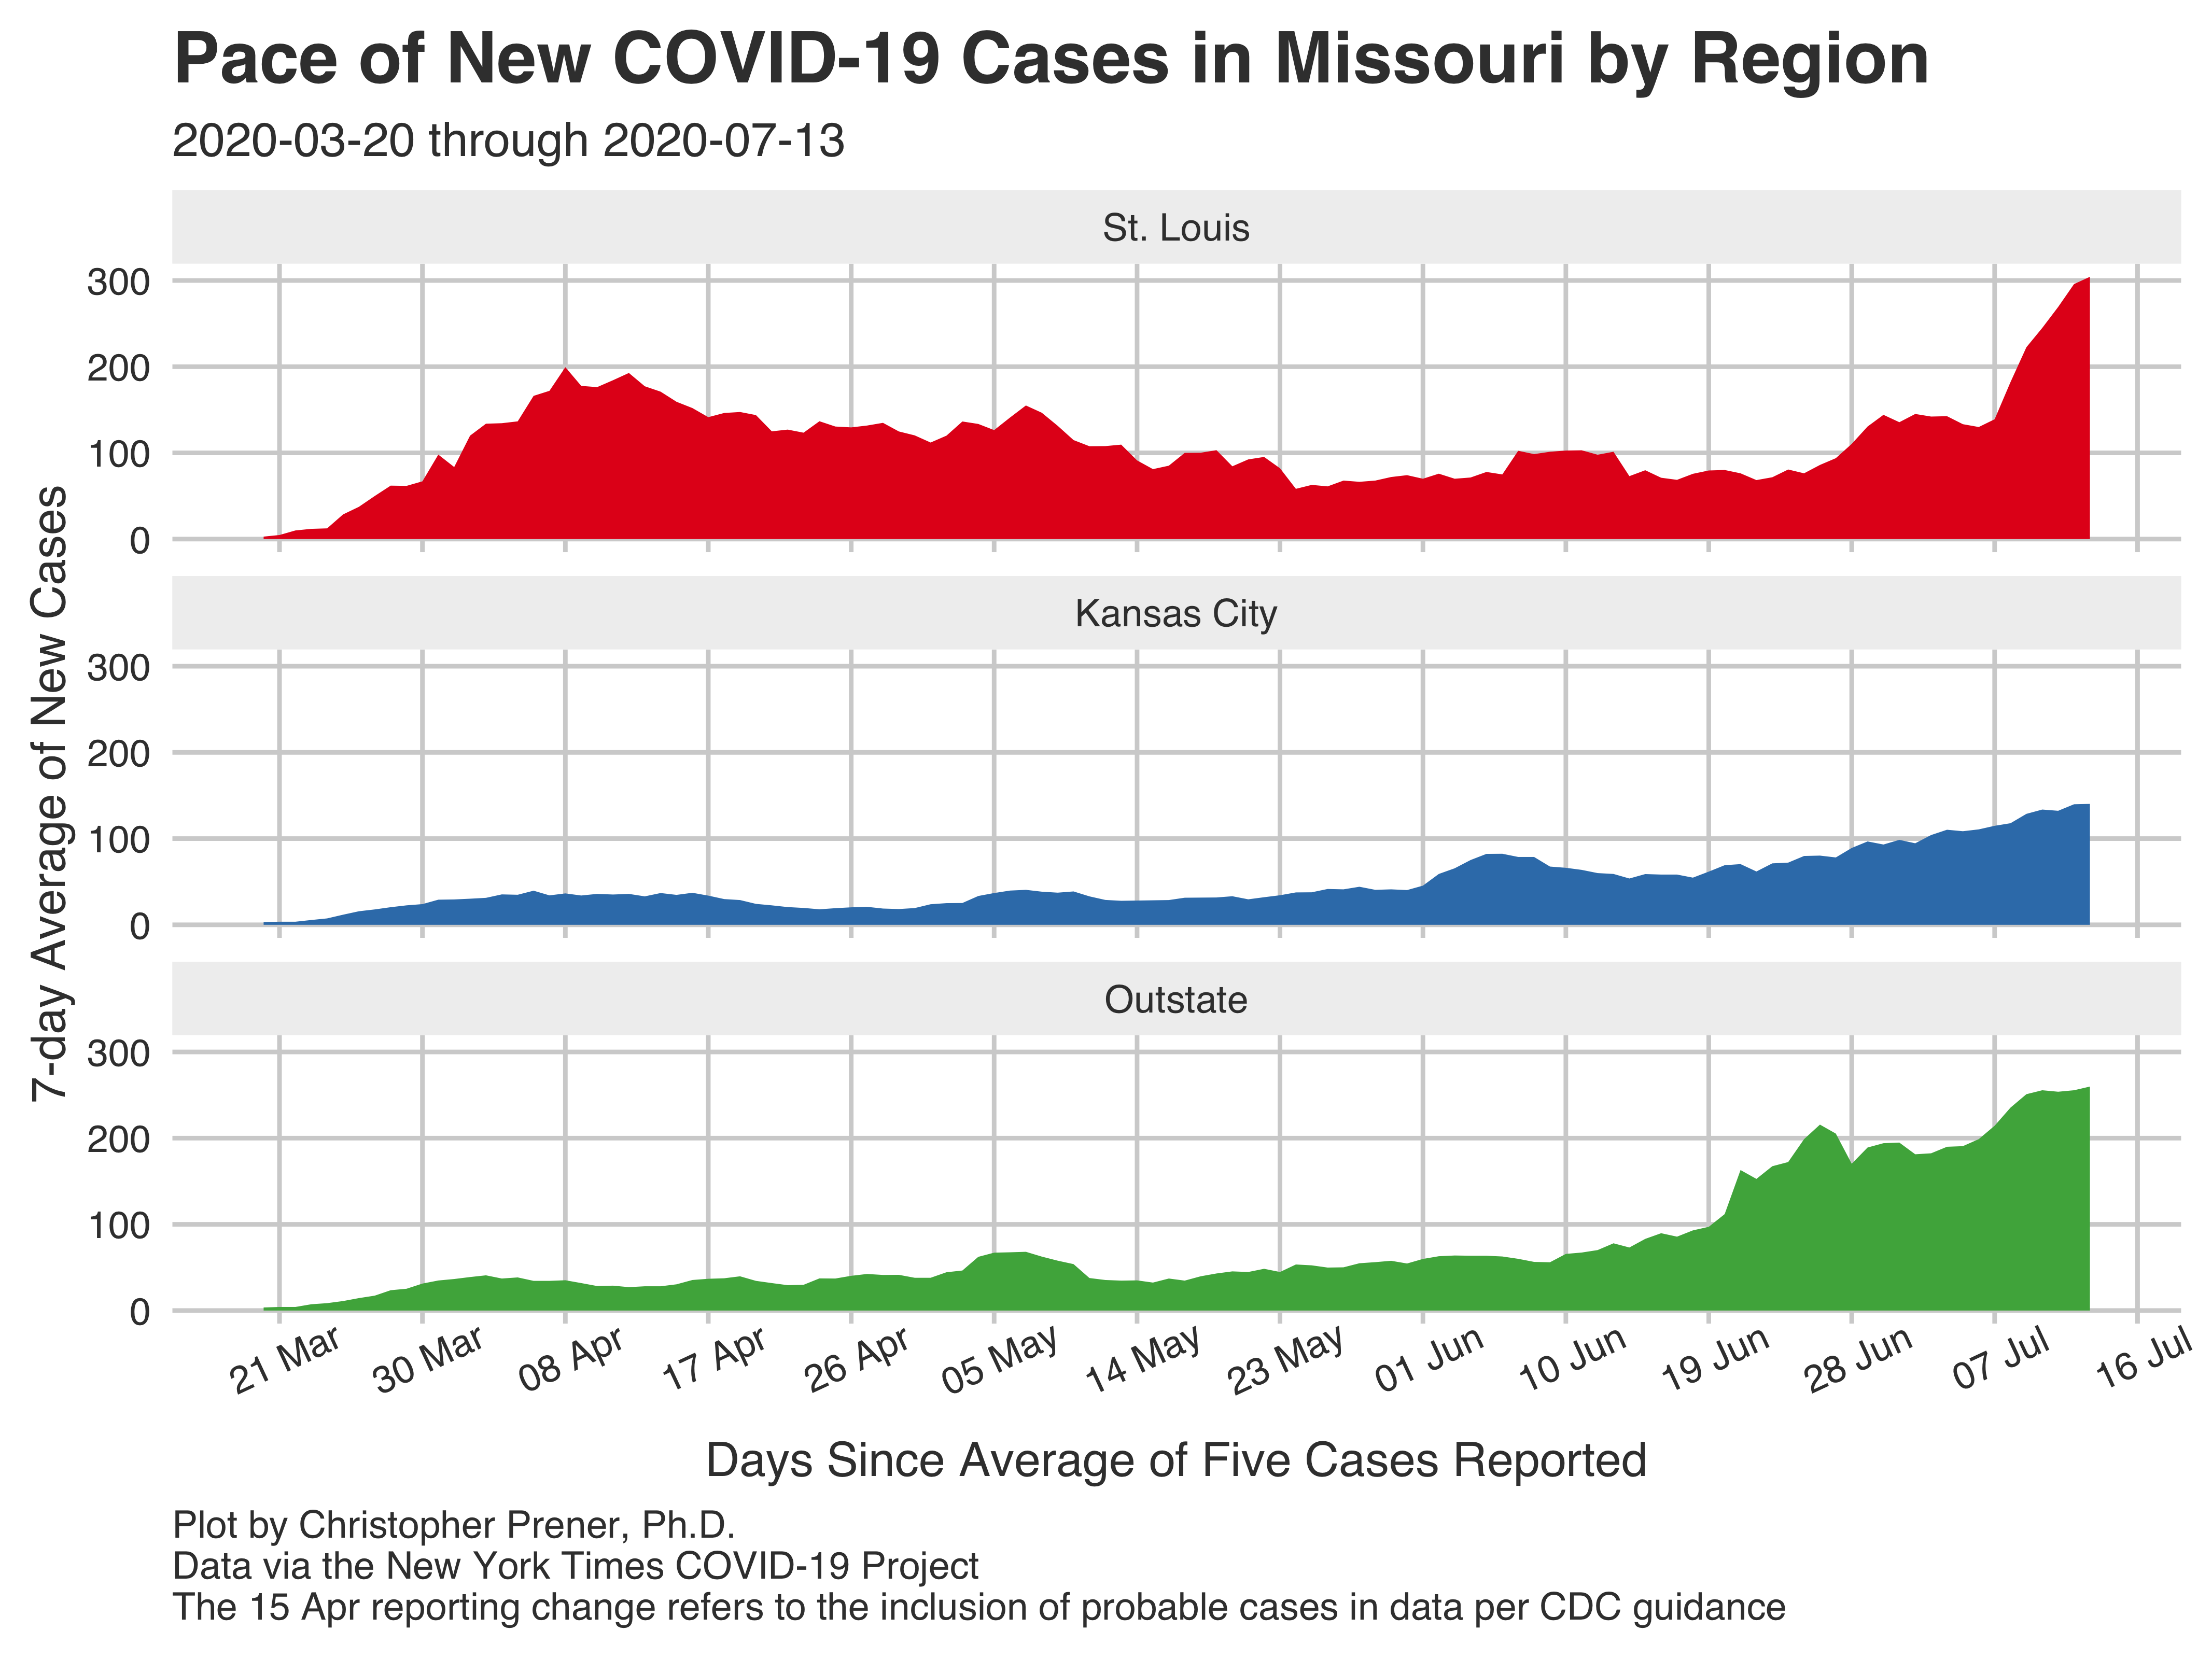 Pace of New COVID-19 Cases in Missouri by Region
2020-03-20 through 2020-07-13
St. Louis
300
200
100
0
Kansas City
300
200
100
0
Outstate
300
200
100
0
7-day Average of New Cases
21 Mar
30 Mar
08 Apr
17 Apr
26 Apr
05 May
14 May
23 May
01 Jun
10 Jun
19 Jun
28 Jun
07 Jul
16 Jul
Days Since Average of Five Cases Reported
Plot by Christopher Prener, Ph.D.
Data via the New York Times COVID-19 Project
The 15 Apr reporting change refers to the inclusion of probable cases in data per CDC guidance